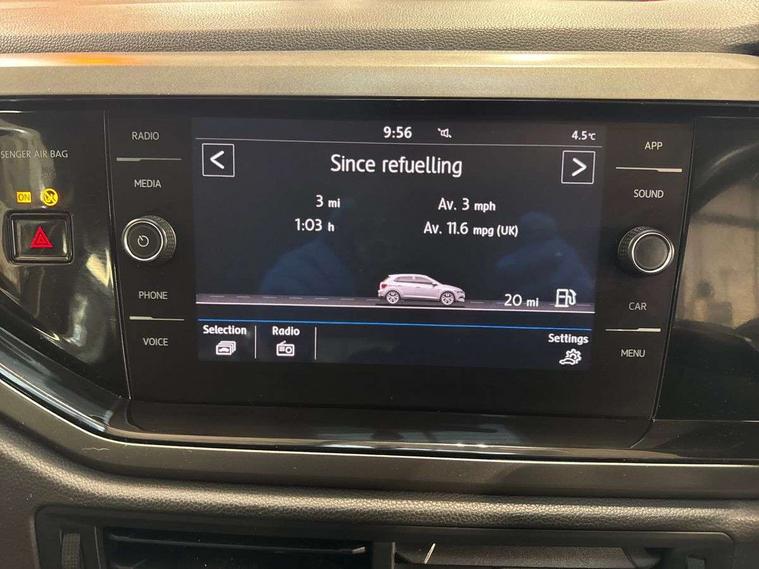 RADIO
SENGER AIR BAG
ON
MEDIA
PHONE
VOICE
9:56
4.5°C
Since refuelling
3 mi
Av. 3 mph
1:03 h
Av. 11.6 mpg (UK)
20 mi
Selection
Radio
Settings
APP
SOUND
CAR
MENU